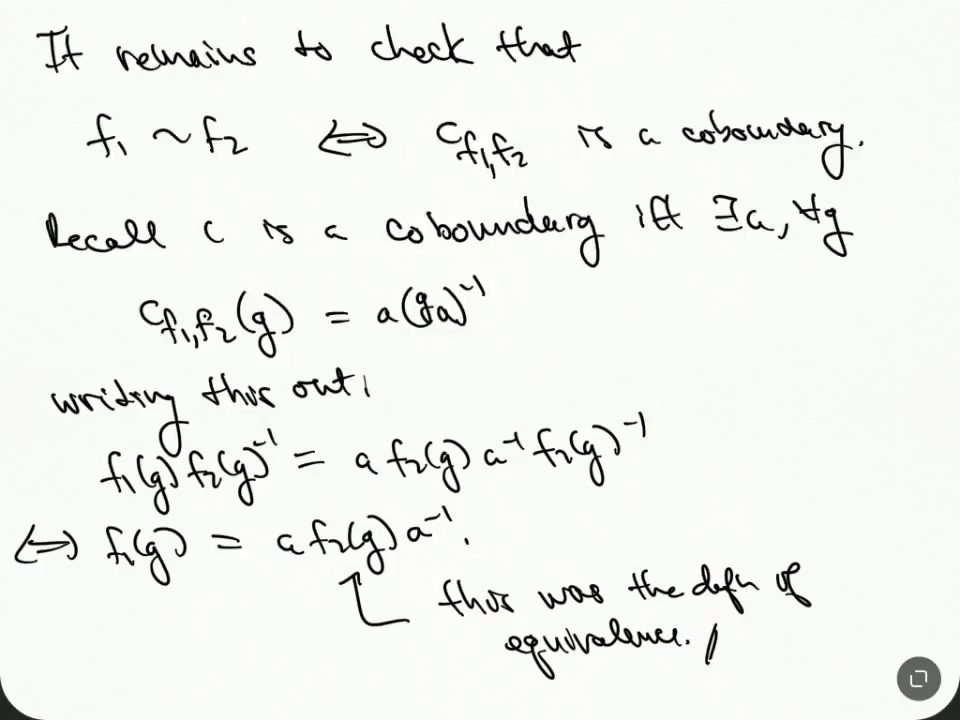 It remains to check that
f₁ ~ f₂ ⟺ c_{f₁,f₂} is a coboundary.
Recall c is a coboundary iff ∃a, ∀g
c_{f₁,f₂}(g) = a(ᵍa)⁻¹
writing this out,
f₁(g) f₂(g)⁻¹ = a f₂(g) a⁻¹ f₂(g)⁻¹
⟺ f₁(g) = a f₂(g) a⁻¹.
this was the defn of
equivalence. /